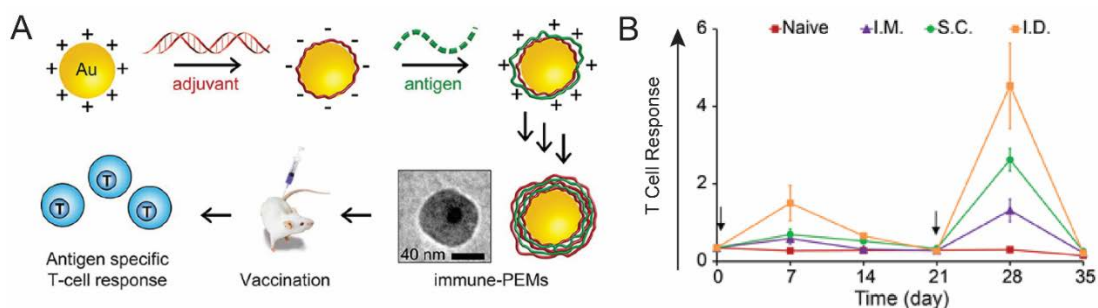 A
Au
+ + + + + + + +
adjuvant
- - - - - -
antigen
+ + + + + + + +
immune-PEMs
40 nm
Vaccination
T
T
T
Antigen specific
T-cell response
B
Naive I.M. S.C. I.D.
T Cell Response
6
4
2
0
0 7 14 21 28 35
Time (day)